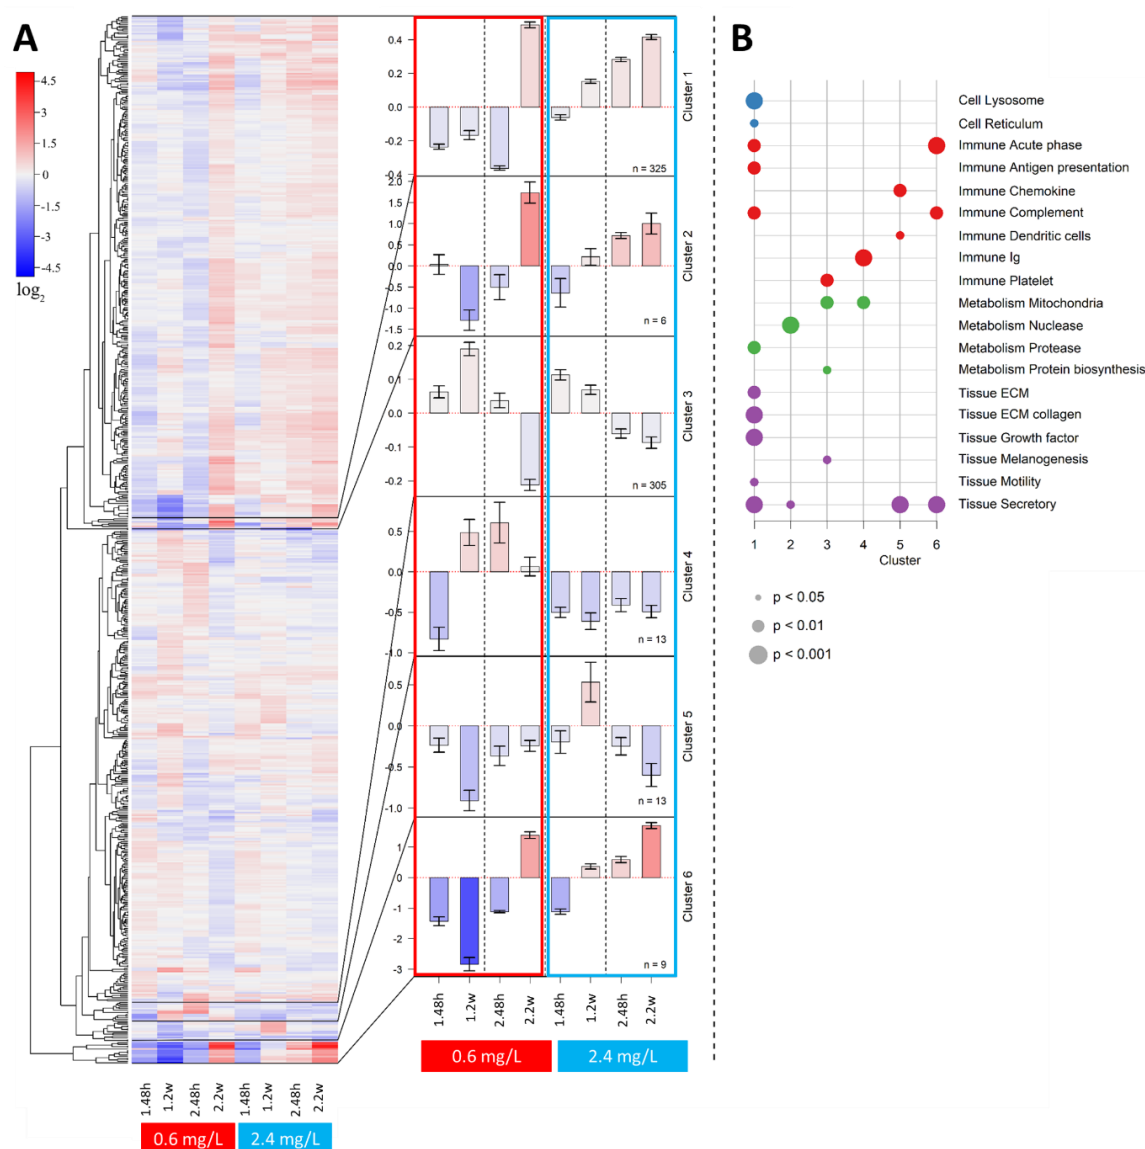 A
B
4.5
3
1.5
0
-1.5
-3
-4.5
log2
0.4
0.2
0.0
-0.2
-0.4
Cluster 1
n = 325
2.0
1.5
1.0
0.5
0.0
-0.5
-1.0
-1.5
Cluster 2
n = 6
0.2
0.1
0.0
-0.1
-0.2
Cluster 3
n = 305
0.5
0.0
-0.5
-1.0
Cluster 4
n = 13
0.5
0.0
-0.5
-1.0
Cluster 5
n = 13
1
0
-1
-2
-3
Cluster 6
n = 9
1.48h 1.2w 2.48h 2.2w 1.48h 1.2w 2.48h 2.2w
0.6 mg/L 2.4 mg/L
1.48h 1.2w 2.48h 2.2w 1.48h 1.2w 2.48h 2.2w
0.6 mg/L 2.4 mg/L
Cell Lysosome
Cell Reticulum
Immune Acute phase
Immune Antigen presentation
Immune Chemokine
Immune Complement
Immune Dendritic cells
Immune Ig
Immune Platelet
Metabolism Mitochondria
Metabolism Nuclease
Metabolism Protease
Metabolism Protein biosynthesis
Tissue ECM
Tissue ECM collagen
Tissue Growth factor
Tissue Melanogenesis
Tissue Motility
Tissue Secretory
1 2 3 4 5 6
Cluster
p < 0.05
p < 0.01
p < 0.001